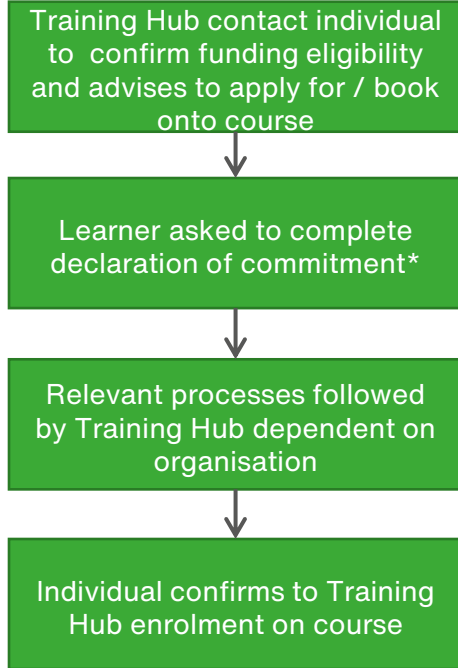 Training Hub contact individual
to  confirm funding eligibility
and advises to apply for / book
onto course
Learner asked to complete
declaration of commitment*
Relevant processes followed
by Training Hub dependent on
organisation
Individual confirms to Training
Hub enrolment on course